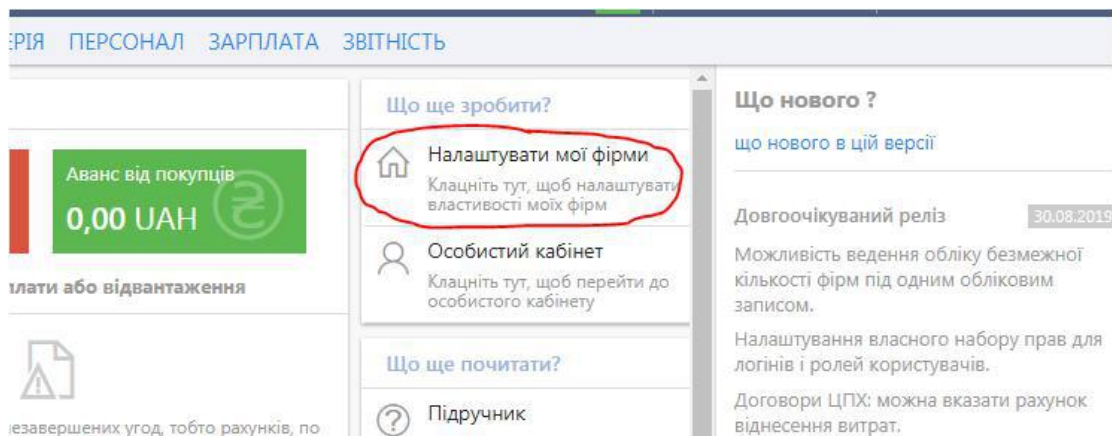 ПЕРСОНАЛ ЗАРПЛАТА ЗВІТНІСТЬ
Аванс від покупців
0,00 UAH
або відвантаження
незавершених угод, тобто рахунків, по
Що ще зробити?
Налаштувати мої фірми
Клацніть тут, щоб налаштувати
властивості моїх фірм
Особистий кабінет
Клацніть тут, щоб перейти до
особистого кабінету
Що ще почитати?
Підручник
Що нового ?
що нового в цій версії
Довгоочікуваний реліз 30.08.2019
Можливість ведення обліку безмежної
кількості фірм під одним обліковим
записом.
Налаштування власного набору прав для
логінів і ролей користувачів.
Договори ЦПХ: можна вказати рахунок
віднесення витрат.